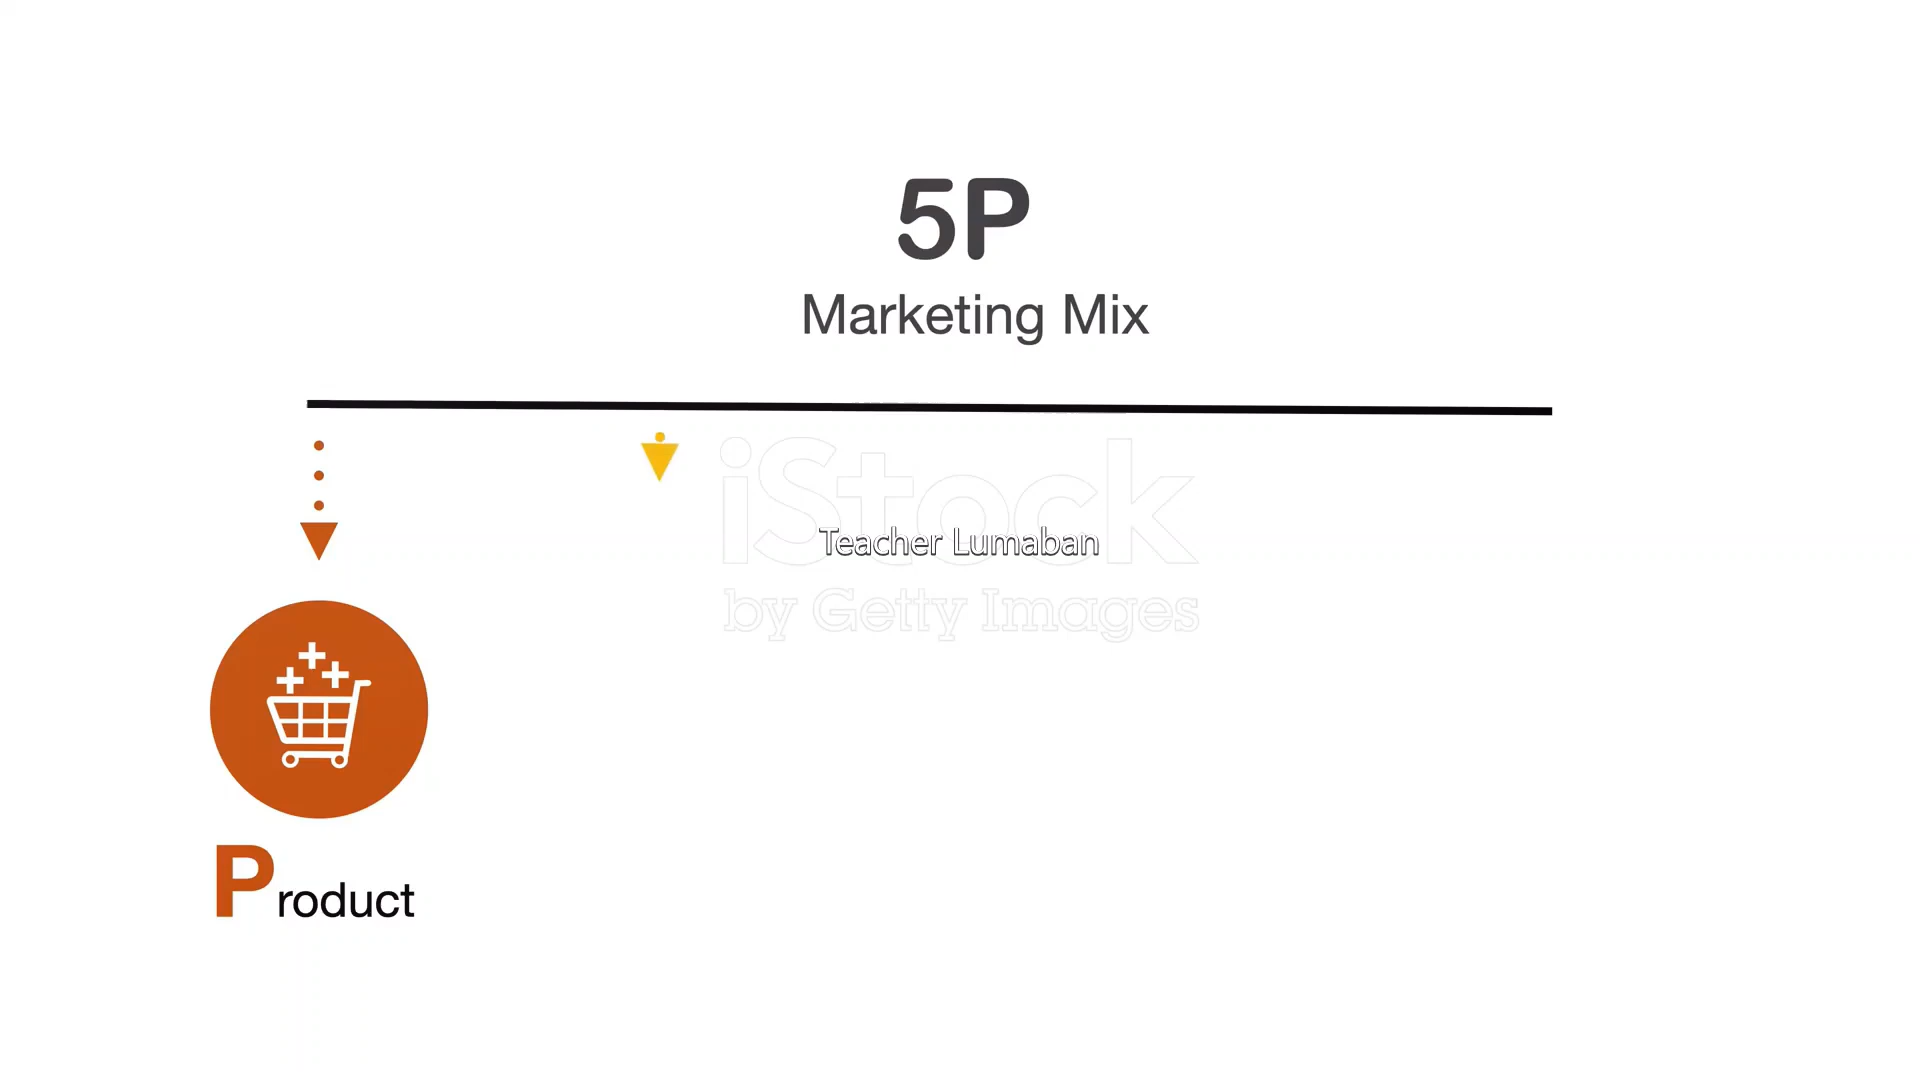 5P
Marketing Mix
iStock
Teacher Lumaban
by Getty Images
Product